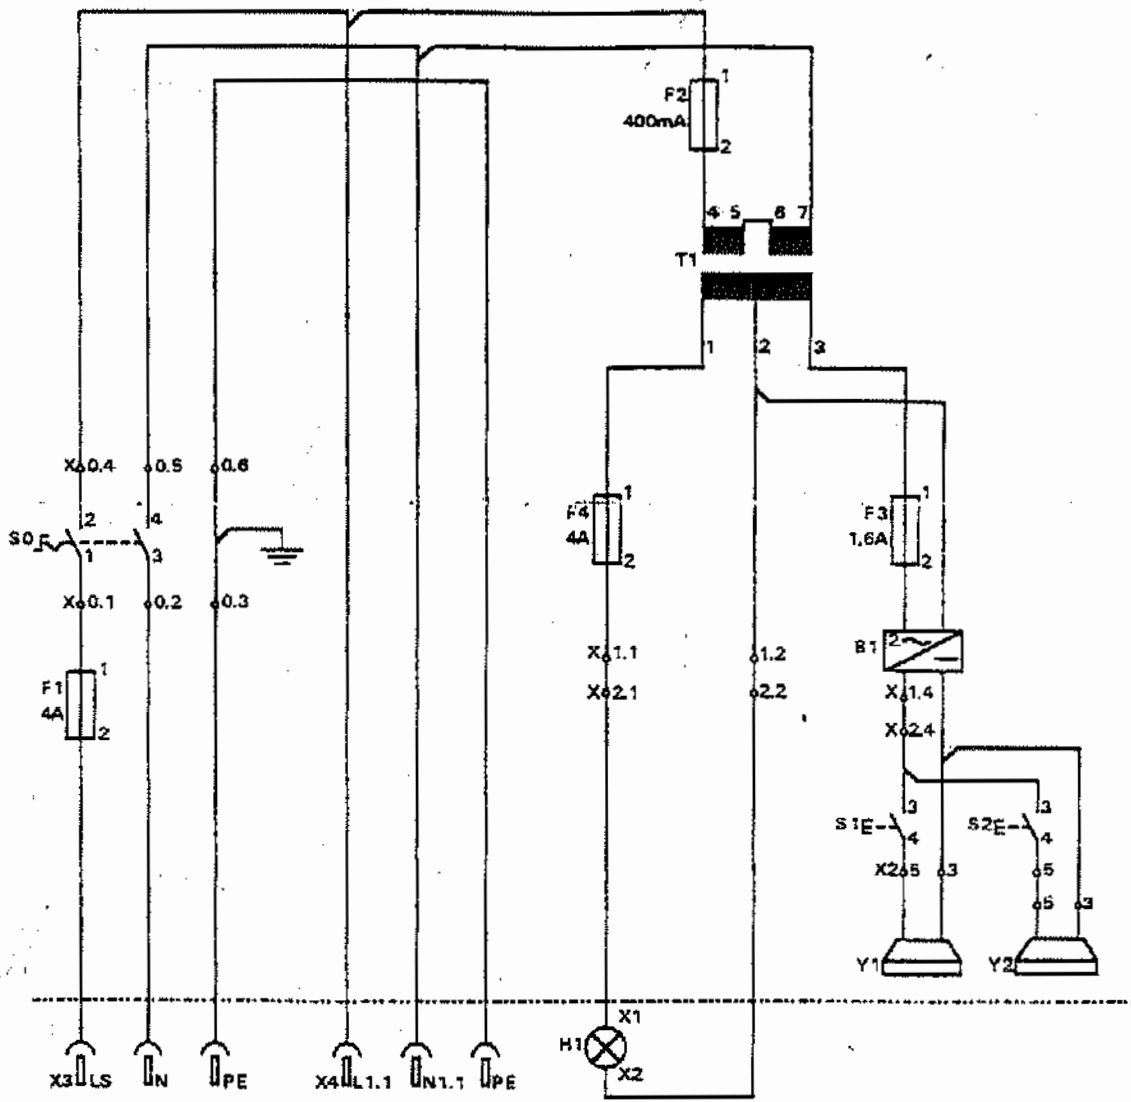 1
F2
400mA
2
4 5 6 7
T1
1 2 3
X 0.4 0.5 0.6
2 4
S0
1 3
X 0.1 0.2 0.3
1
F1
4A
2
1
F4
4A
2
1
F3
1,6A
2
X 1.1 1.2
X 2.1 2.2
B1 2
X 1.4
X 2.4
3 3
S1E S2E
4 4
X2 5 3 5
5 3
Y1 Y2
X1
H1
X2
X3 LS N PE X4 L1.1 N1.1 PE